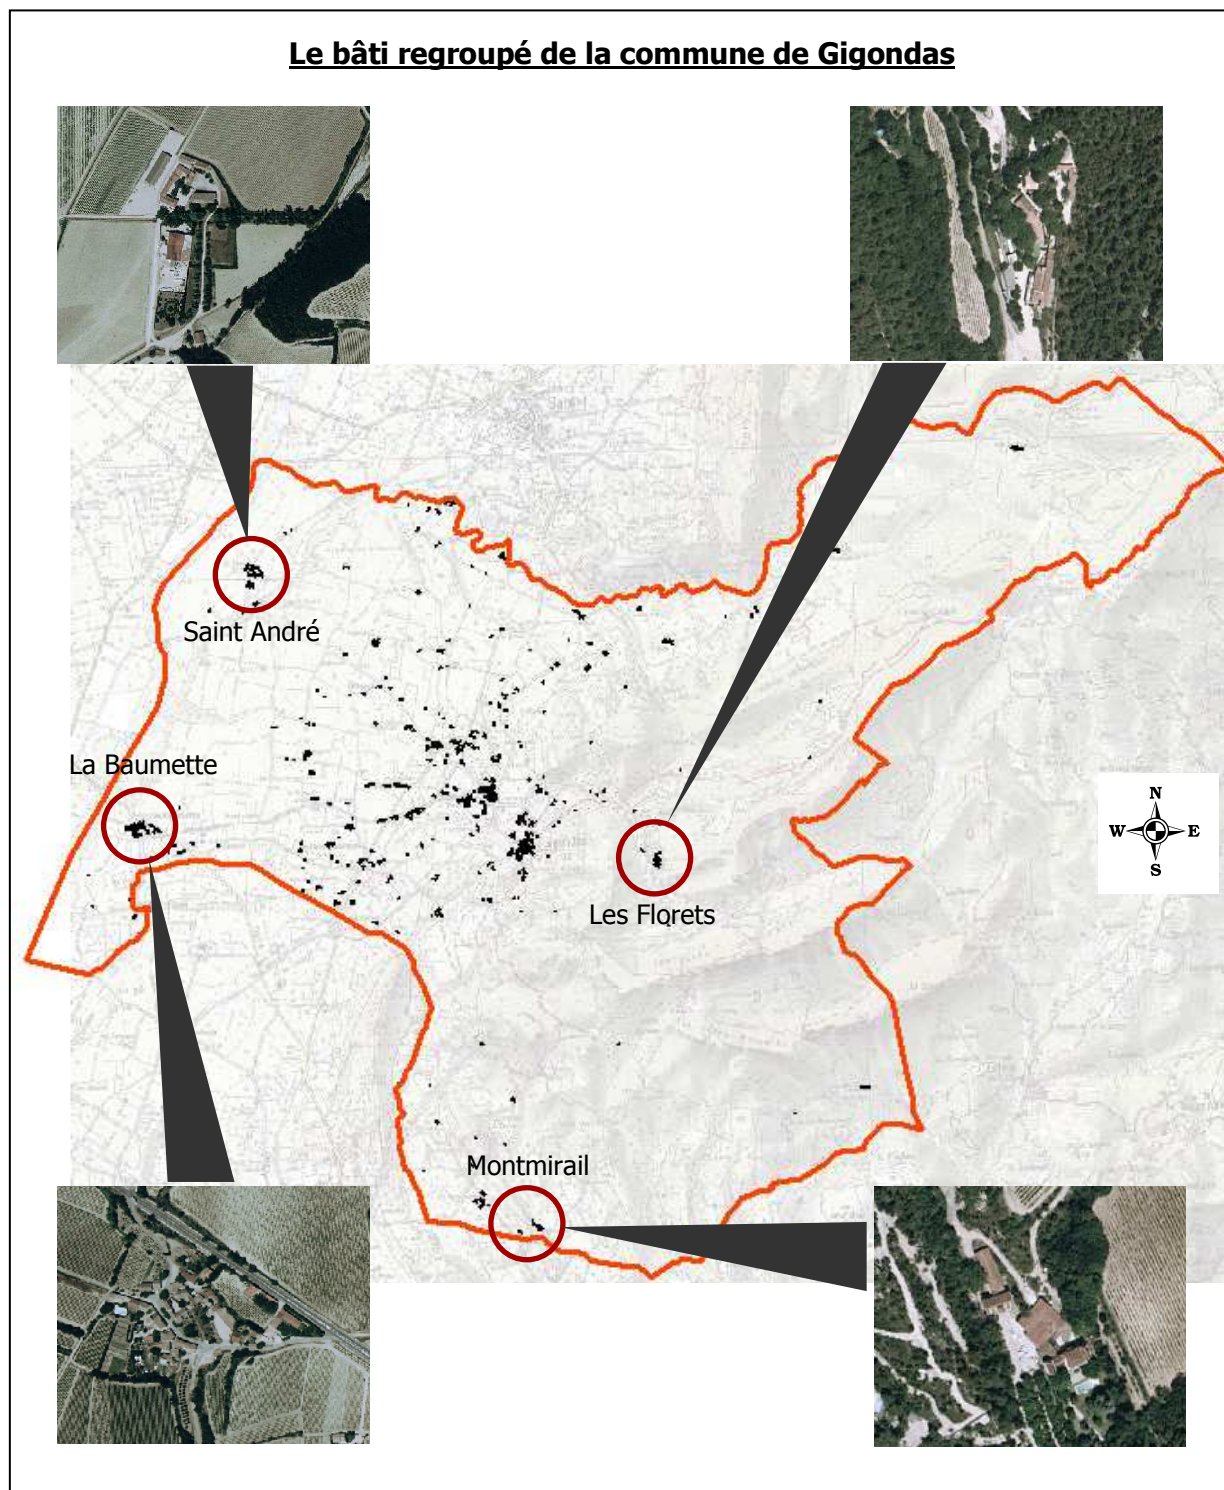 Le bâti regroupé de la commune de Gigondas
Saint André
La Baumette
N
W
E
S
Les Florets
Montmirail